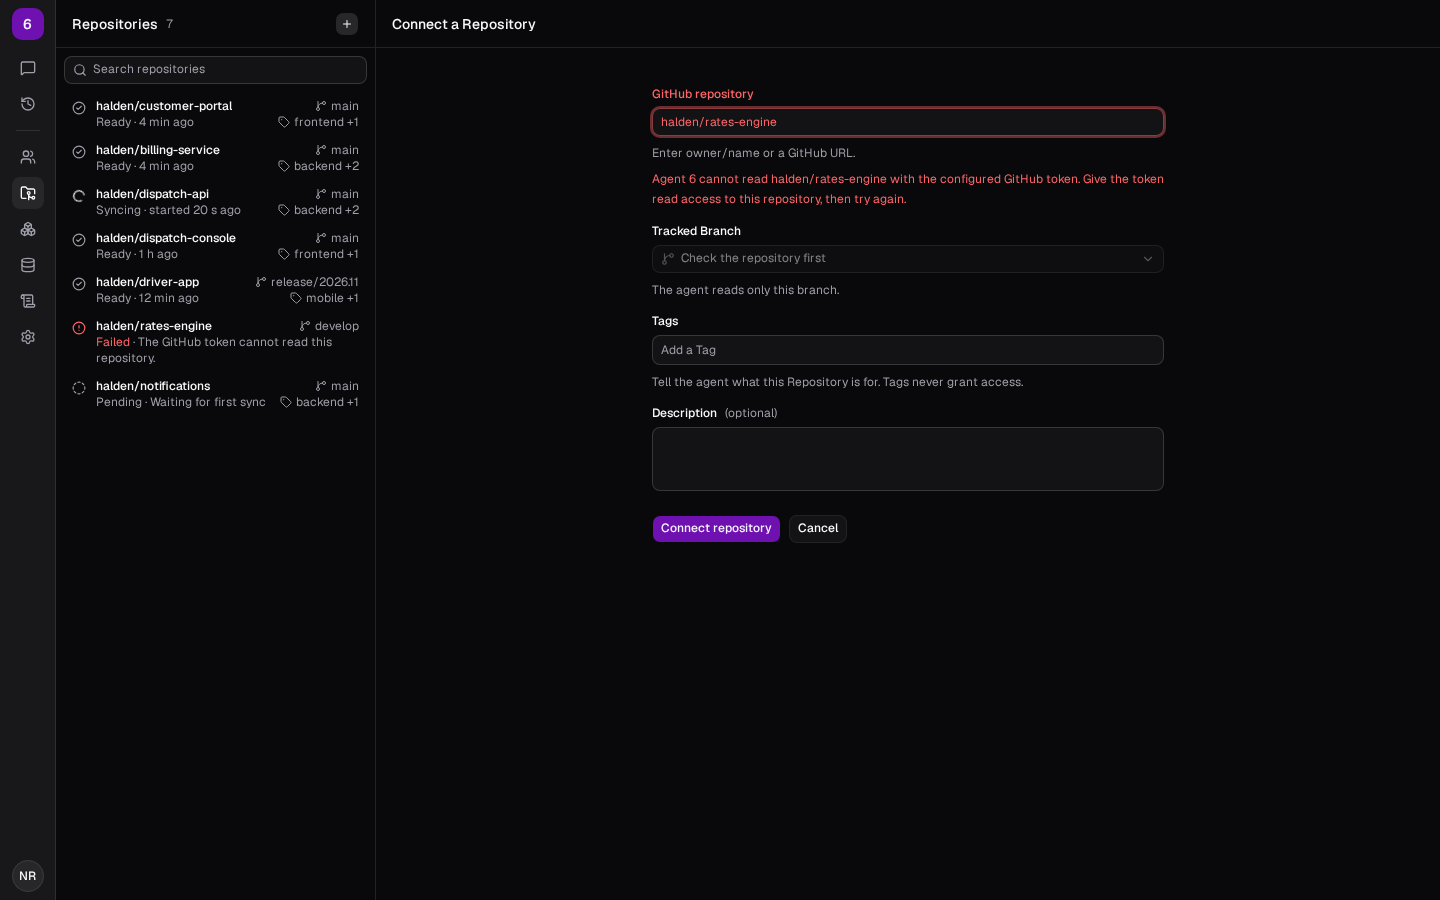 6
Repositories 7
Search repositories
halden/customer-portal main
Ready · 4 min ago frontend +1
halden/billing-service main
Ready · 4 min ago backend +2
halden/dispatch-api main
Syncing · started 20 s ago backend +2
halden/dispatch-console main
Ready · 1 h ago frontend +1
halden/driver-app release/2026.11
Ready · 12 min ago mobile +1
halden/rates-engine develop
Failed · The GitHub token cannot read this
repository.
halden/notifications main
Pending · Waiting for first sync backend +1
NR
Connect a Repository
GitHub repository
halden/rates-engine
Enter owner/name or a GitHub URL.
Agent 6 cannot read halden/rates-engine with the configured GitHub token. Give the token
read access to this repository, then try again.
Tracked Branch
Check the repository first
The agent reads only this branch.
Tags
Add a Tag
Tell the agent what this Repository is for. Tags never grant access.
Description (optional)
Connect repository Cancel